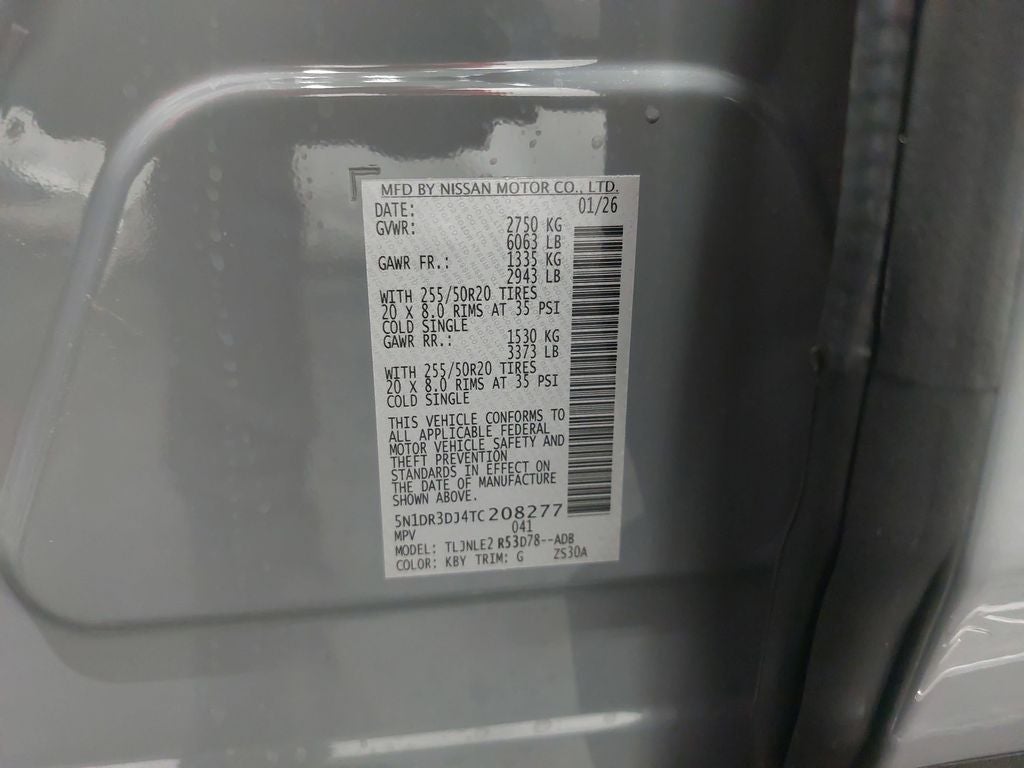 MFD BY NISSAN MOTOR CO., LTD.
DATE: 01/26
GVWR: 2750 KG
6063 LB
GAWR FR.: 1335 KG
2943 LB
WITH 255/50R20 TIRES
20 X 8.0 RIMS AT 35 PSI
COLD SINGLE
GAWR RR.: 1530 KG
3373 LB
WITH 255/50R20 TIRES
20 X 8.0 RIMS AT 35 PSI
COLD SINGLE
THIS VEHICLE CONFORMS TO
ALL APPLICABLE FEDERAL
MOTOR VEHICLE SAFETY AND
THEFT PREVENTION
STANDARDS IN EFFECT ON
THE DATE OF MANUFACTURE
SHOWN ABOVE.
5N1DR3DJ4TC208277
MPV 041
MODEL: TLJNLE2 R53D78--ADB
COLOR: KBY TRIM: G ZS30A